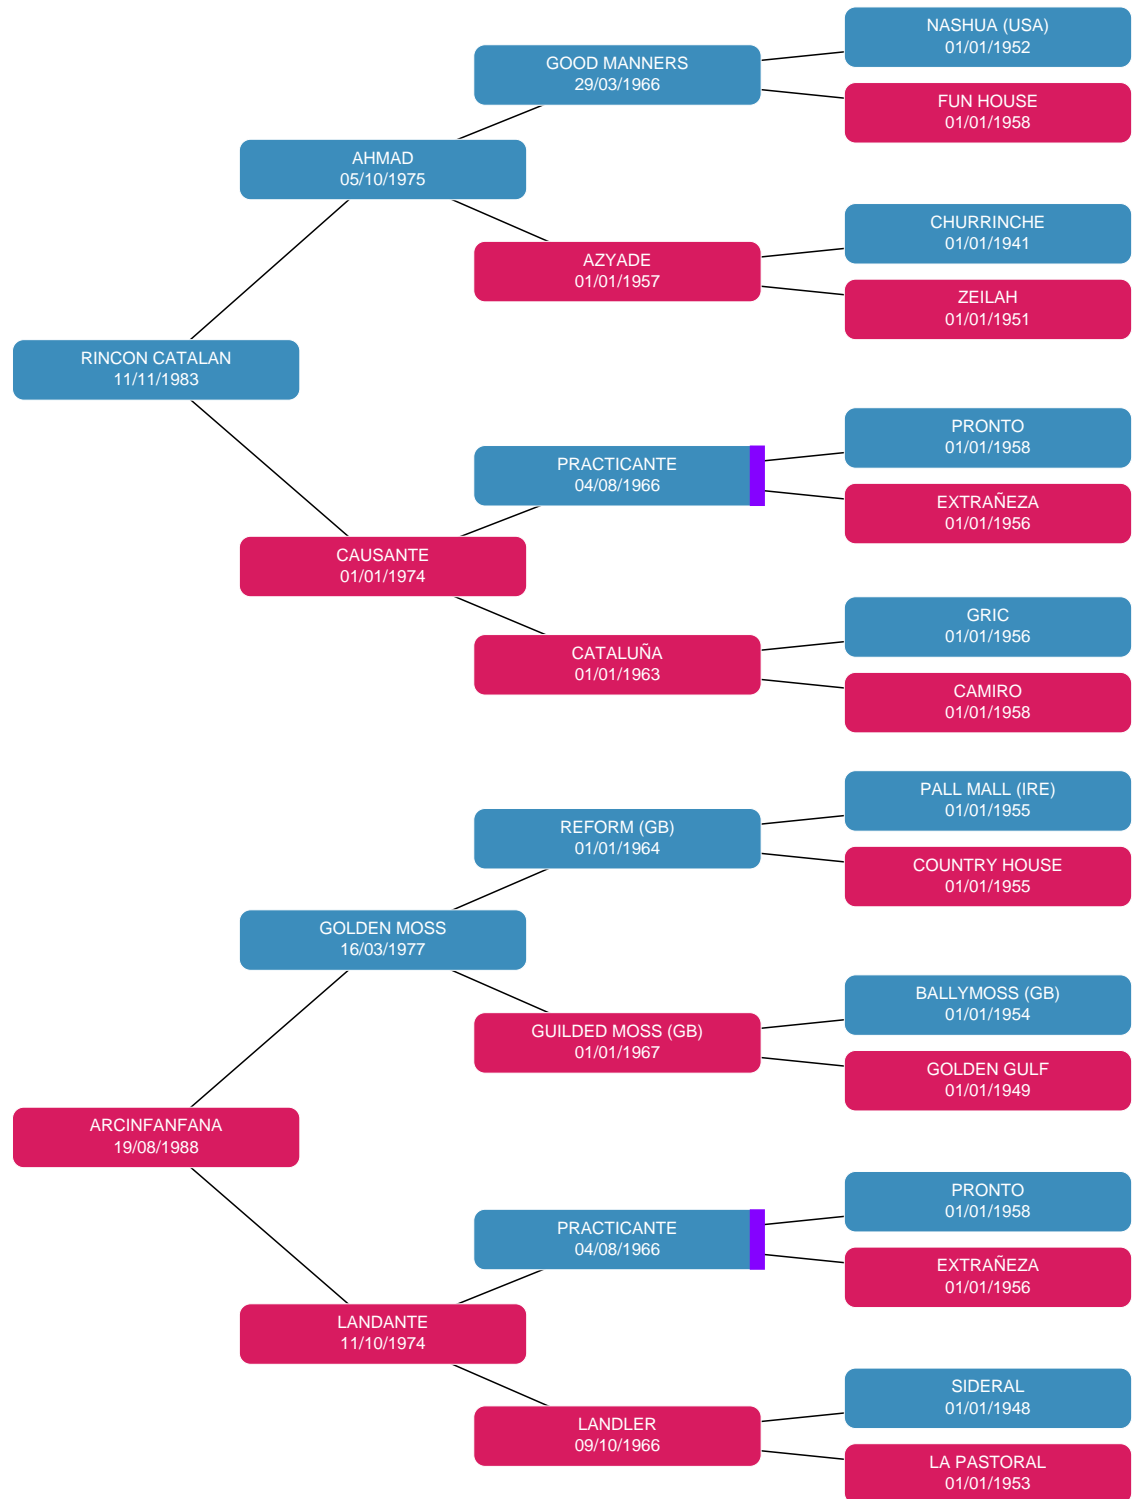 NASHUA (USA)
01/01/1952
GOOD MANNERS
29/03/1966
FUN HOUSE
01/01/1958
AHMAD
05/10/1975
CHURRINCHE
01/01/1941
AZYADE
01/01/1957
ZEILAH
01/01/1951
RINCON CATALAN
11/11/1983
PRONTO
01/01/1958
PRACTICANTE
04/08/1966
EXTRAÑEZA
01/01/1956
CAUSANTE
01/01/1974
GRIC
01/01/1956
CATALUÑA
01/01/1963
CAMIRO
01/01/1958
PALL MALL (IRE)
01/01/1955
REFORM (GB)
01/01/1964
COUNTRY HOUSE
01/01/1955
GOLDEN MOSS
16/03/1977
BALLYMOSS (GB)
01/01/1954
GUILDED MOSS (GB)
01/01/1967
GOLDEN GULF
01/01/1949
ARCINFANFANA
19/08/1988
PRONTO
01/01/1958
PRACTICANTE
04/08/1966
EXTRAÑEZA
01/01/1956
LANDANTE
11/10/1974
SIDERAL
01/01/1948
LANDLER
09/10/1966
LA PASTORAL
01/01/1953